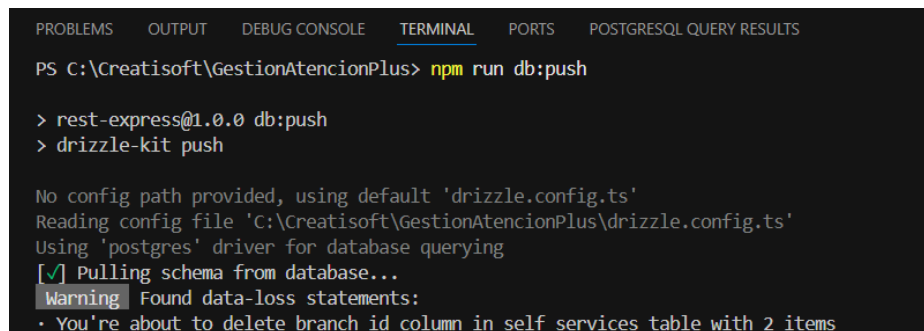 PROBLEMS OUTPUT DEBUG CONSOLE TERMINAL PORTS POSTGRESQL QUERY RESULTS
PS C:\Creatisoft\GestionAtencionPlus> npm run db:push
> rest-express@1.0.0 db:push
> drizzle-kit push
No config path provided, using default 'drizzle.config.ts'
Reading config file 'C:\Creatisoft\GestionAtencionPlus\drizzle.config.ts'
Using 'postgres' driver for database querying
[✓] Pulling schema from database...
Warning Found data-loss statements:
· You're about to delete branch_id column in self_services table with 2 items